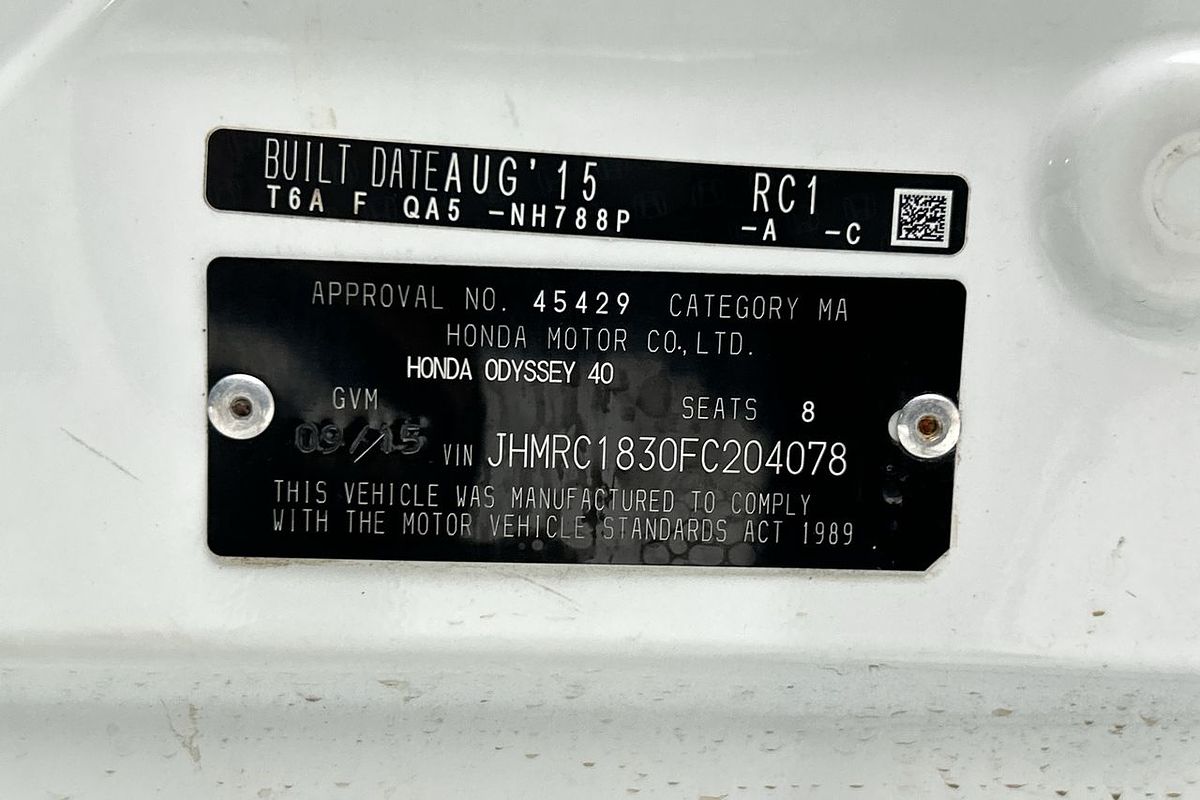 BUILT DATE AUG'15 RC1
T6A F QA5 -NH788P -A -C
APPROVAL NO. 45429 CATEGORY MA
HONDA MOTOR CO.,LTD.
HONDA ODYSSEY 40
GVM SEATS 8
09/15 VIN JHMRC1830FC204078
THIS VEHICLE WAS MANUFACTURED TO COMPLY
WITH THE MOTOR VEHICLE STANDARDS ACT 1989.